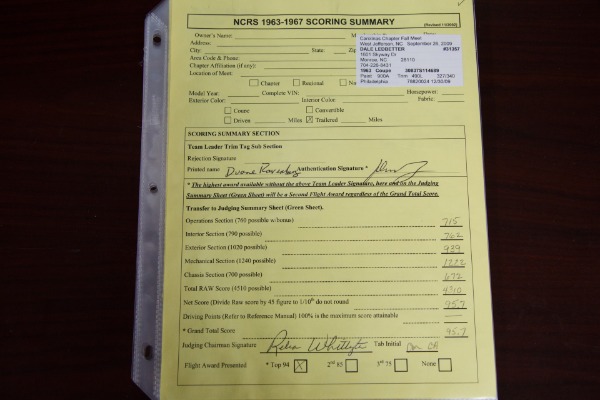 NCRS 1963-1967 SCORING SUMMARY
Owner's Name:
Address:
City: State: Zip
Area Code & Phone:
Chapter Affiliation (if any):
Location of Meet:
Chapter Regional
Carolinas Chapter Fall Meet
West Jefferson, NC September 26, 2009
DALE LEDBETTER
Monroe, NC 28110
1963 Coupe 30837S114609
Model Year: Complete VIN: Horsepower:
Exterior Color: Interior Color: Fabric:
Coupe Convertible
Driven Miles X Trailered Miles
SCORING SUMMARY SECTION
Team Leader Trim Tag Sub Section
Rejection Signature
Printed name Duane Authentication Signature *
* The highest award available without the above Team Leader Signature, here and in the Judging
Summary Sheet (Green Sheet) will be a Second Flight Award regardless of the Grand Total Score.
Transfer to Judging Summary Sheet (Green Sheet).
Operations Section (760 possible w/bonus) 715
Interior Section (790 possible) 762
Exterior Section (1020 possible) 939
Mechanical Section (1240 possible) 1222
Chassis Section (700 possible) 672
Total RAW Score (4510 possible) 4310
Net Score (Divide Raw score by 45 figure to 1/10th do not round 95.7
Driving Points (Refer to Reference Manual) 100% is the maximum score attainable
* Grand Total Score 95.7
Judging Chairman Signature Tab Initial
Flight Award Presented * Top 94 X 2nd 85 3rd 75 None